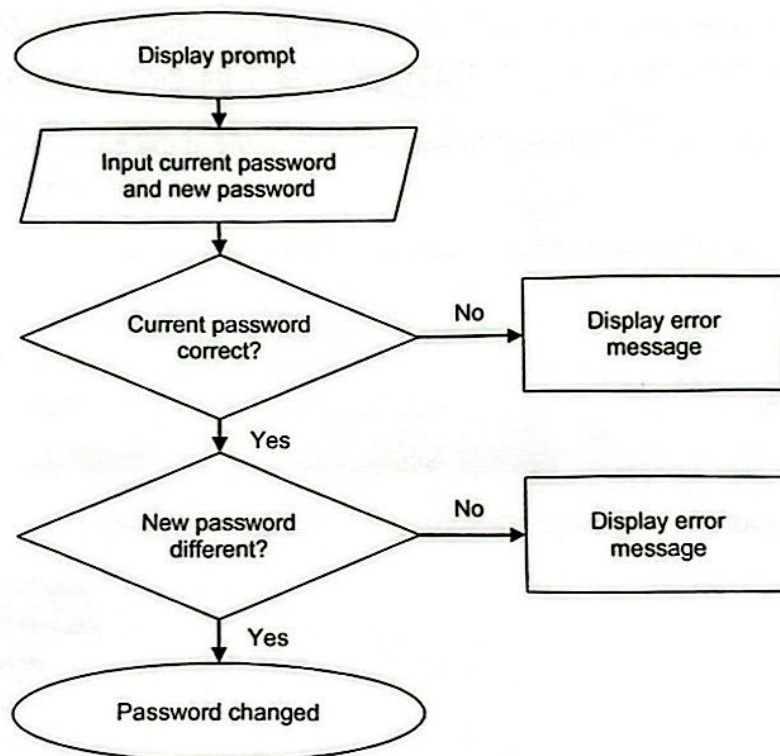 Display prompt
Input current password
and new password
Current password
correct?
No
Display error
message
Yes
New password
different?
No
Display error
message
Yes
Password changed